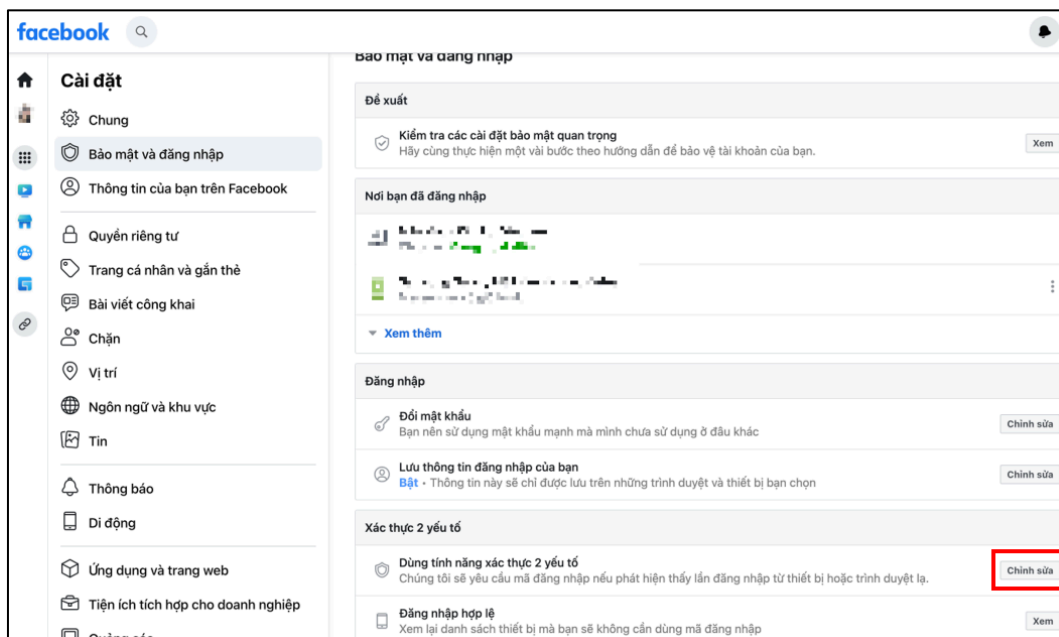 facebook
Cài đặt
Chung
Bảo mật và đăng nhập
Thông tin của bạn trên Facebook
Quyền riêng tư
Trang cá nhân và gắn thẻ
Bài viết công khai
Chặn
Vị trí
Ngôn ngữ và khu vực
Tin
Thông báo
Di động
Ứng dụng và trang web
Tiện ích tích hợp cho doanh nghiệp
Quảng cáo
Bảo mật và đăng nhập
Đề xuất
Kiểm tra các cài đặt bảo mật quan trọng
Hãy cùng thực hiện một vài bước theo hướng dẫn để bảo vệ tài khoản của bạn.
Xem
Nơi bạn đã đăng nhập
Xem thêm
Đăng nhập
Đổi mật khẩu
Bạn nên sử dụng mật khẩu mạnh mà mình chưa sử dụng ở đâu khác
Chỉnh sửa
Lưu thông tin đăng nhập của bạn
Bật • Thông tin này sẽ chỉ được lưu trên những trình duyệt và thiết bị bạn chọn
Chỉnh sửa
Xác thực 2 yếu tố
Dùng tính năng xác thực 2 yếu tố
Chúng tôi sẽ yêu cầu mã đăng nhập nếu phát hiện thấy lần đăng nhập từ thiết bị hoặc trình duyệt lạ.
Chỉnh sửa
Đăng nhập hợp lệ
Xem lại danh sách thiết bị mà bạn sẽ không cần dùng mã đăng nhập
Xem